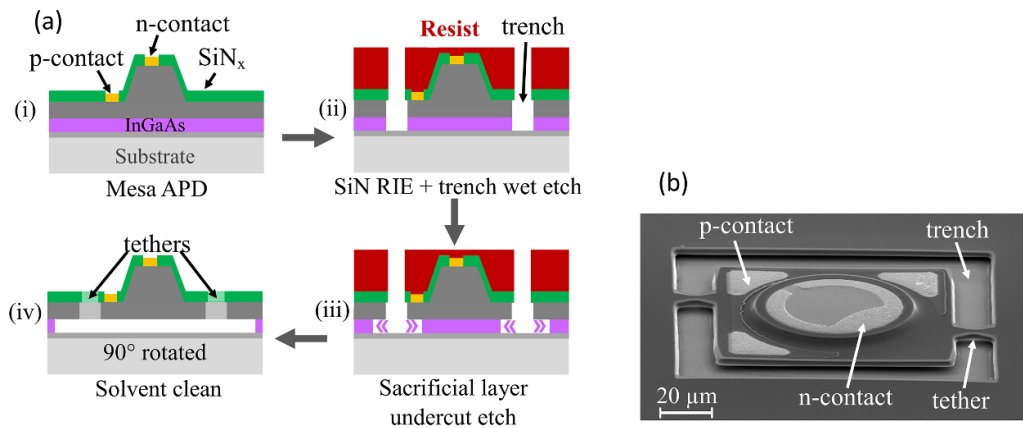 (a)
n-contact
p-contact
SiNx
(i)
InGaAs
Substrate
Mesa APD
Resist
trench
(ii)
SiN RIE + trench wet etch
tethers
(iv)
90° rotated
Solvent clean
(iii)
«
»
«
»
Sacrificial layer
undercut etch
(b)
p-contact
trench
n-contact
tether
20 µm